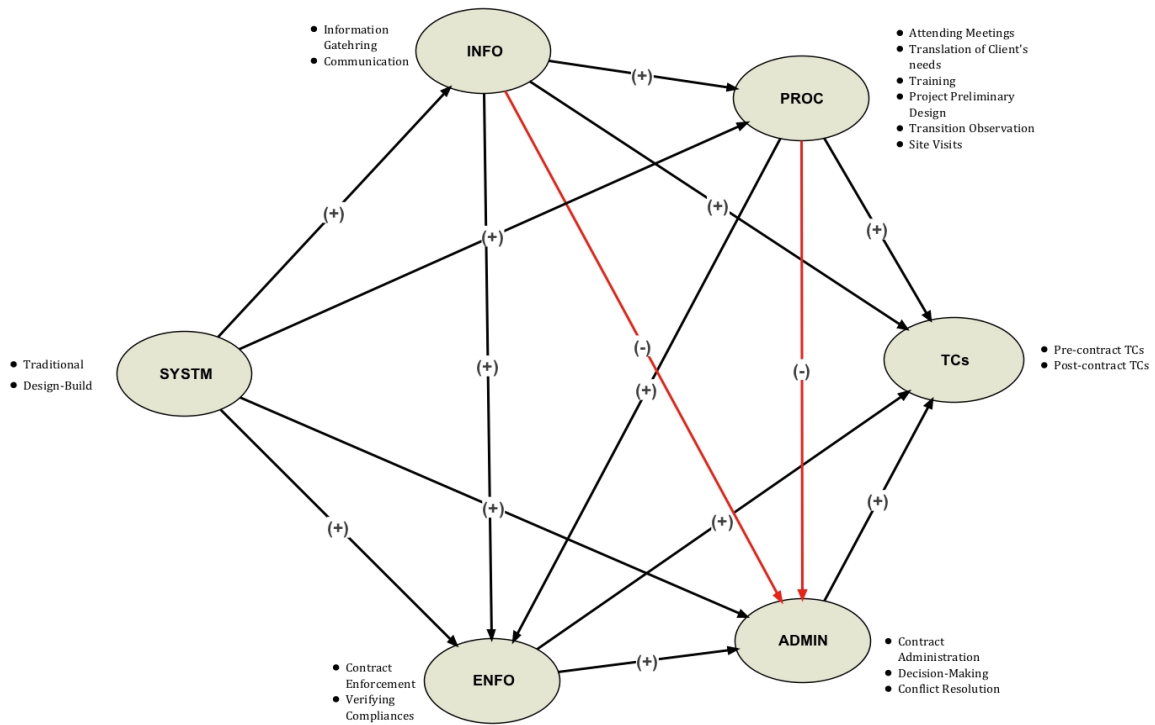 ● Information
Gatehring
● Communication
INFO
(+)
PROC
● Attending Meetings
● Translation of Client's
needs
● Training
● Project Preliminary
Design
● Transition Observation
● Site Visits
(+)
(+)
(+)
(+)
(-)
(+)
(+)
(-)
● Traditional
● Design-Build
SYSTM
TCs
● Pre-contract TCs
● Post-contract TCs
(+)
(+)
(+)
(+)
● Contract
Enforcement
● Verifying
Compliances
ENFO
(+)
ADMIN
● Contract
Administration
● Decision-Making
● Conflict Resolution